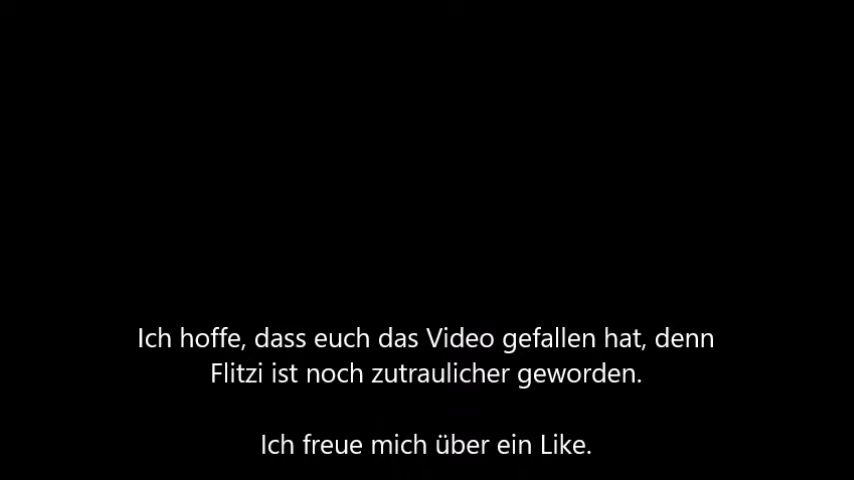 Ich hoffe, dass euch das Video gefallen hat, denn
Flitzi ist noch zutraulicher geworden.
Ich freue mich über ein Like.